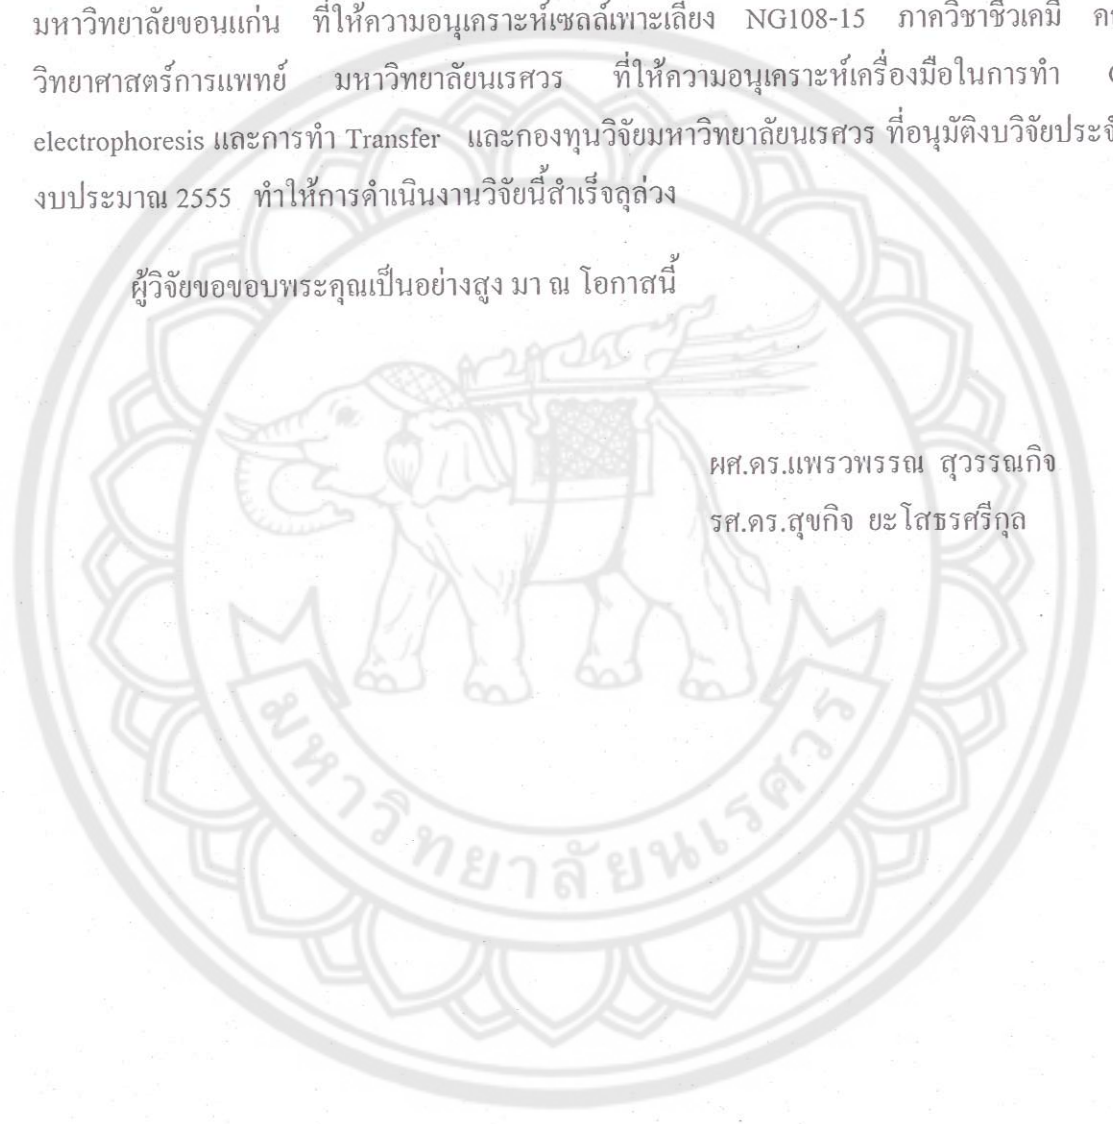 มหาวิทยาลัยขอนแก่น ที่ให้ความอนุเคราะห์เซลล์เพาะเลี้ยง NG108-15 ภาควิชาชีวเคมี
วิทยาศาสตร์การแพทย์ มหาวิทยาลัยนเรศวร ที่ให้ความอนุเคราะห์เครื่องมือในการทำ
electrophoresis และการทำ Transfer และกองทุนวิจัยมหาวิทยาลัยนเรศวร ที่อนุมัติงบวิจัยประจำ
งบประมาณ 2555 ทำให้การดำเนินงานวิจัยนี้สำเร็จลุล่วง
ผู้วิจัยขอขอบพระคุณเป็นอย่างสูง มา ณ โอกาสนี้
ผศ.ดร.แพรวพรรณ สุวรรณกิจ
รศ.ดร.สุขกิจ ยะโสธรศรีกุล
มหาวิทยาลัยนเรศวร